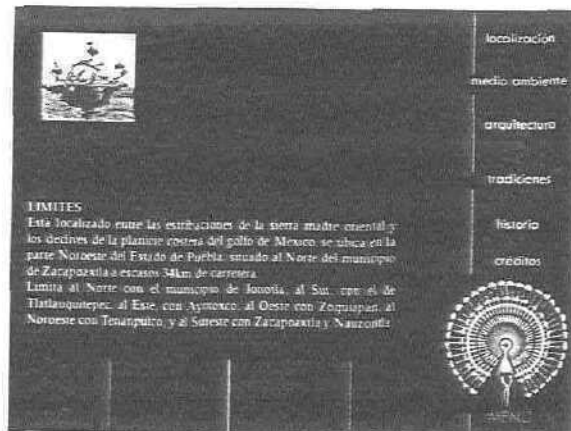 localización
medio ambiente
arquitectura
tradiciones
historia
créditos
LIMITES
Está localizado entre las estribaciones de la sierra madre oriental y
los declives de la planicie costera del golfo de Mexico, se ubica en la
parte Noroeste del Estado de Puebla, situado al Norte del municipio
de Zacapoaxtla a escasos 34km de carretera
Limita al Norte con el municipio de Jonotla, al Sur, con el de
Tlatlauquitepec, al Este, con Ayotoxco, al Oeste con Zoquiapan, al
Noroeste con Tenampulco, y al Sureste con Zacapoaxtla y Nauzontla
MENU